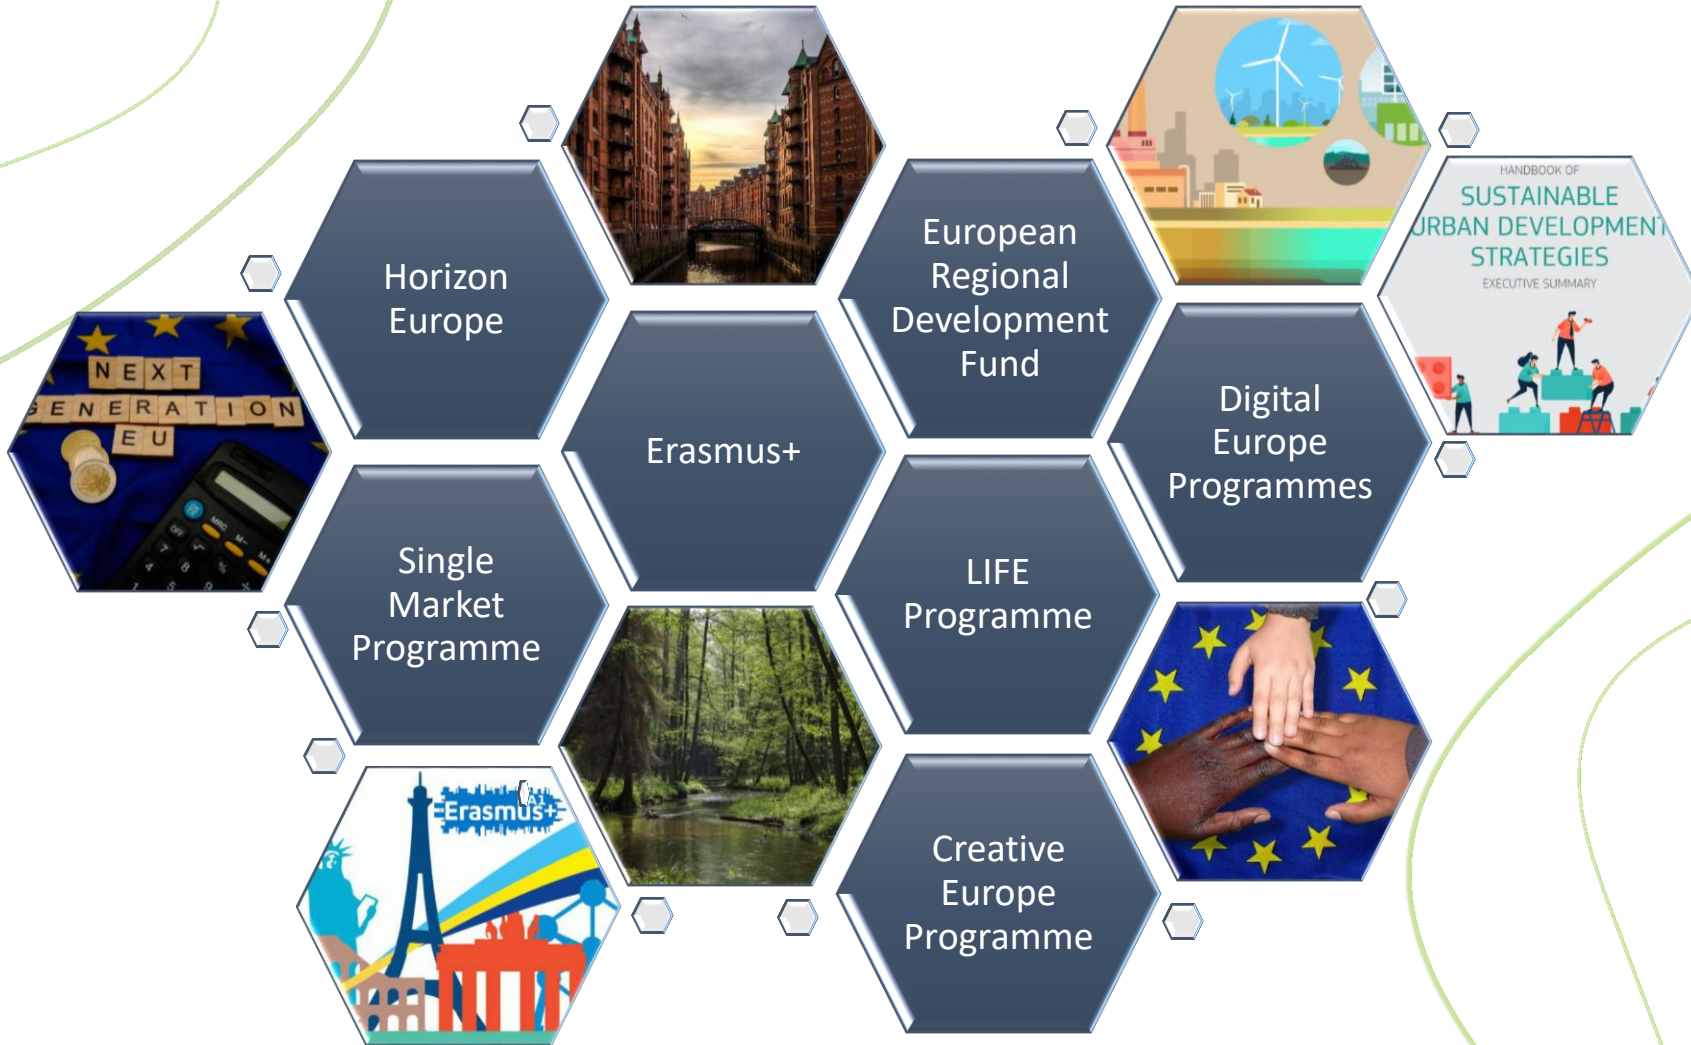 Horizon
Europe
European
Regional
Development
Fund
HANDBOOK OF
SUSTAINABLE
URBAN DEVELOPMENT
STRATEGIES
EXECUTIVE SUMMARY
NEXT
GENERATION
EU
Erasmus+
Digital
Europe
Programmes
Single
Market
Programme
LIFE
Programme
Erasmus+
Creative
Europe
Programme